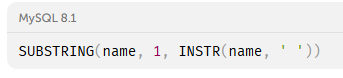 MySQL 8.1
SUBSTRING(name, 1, INSTR(name, ' '))